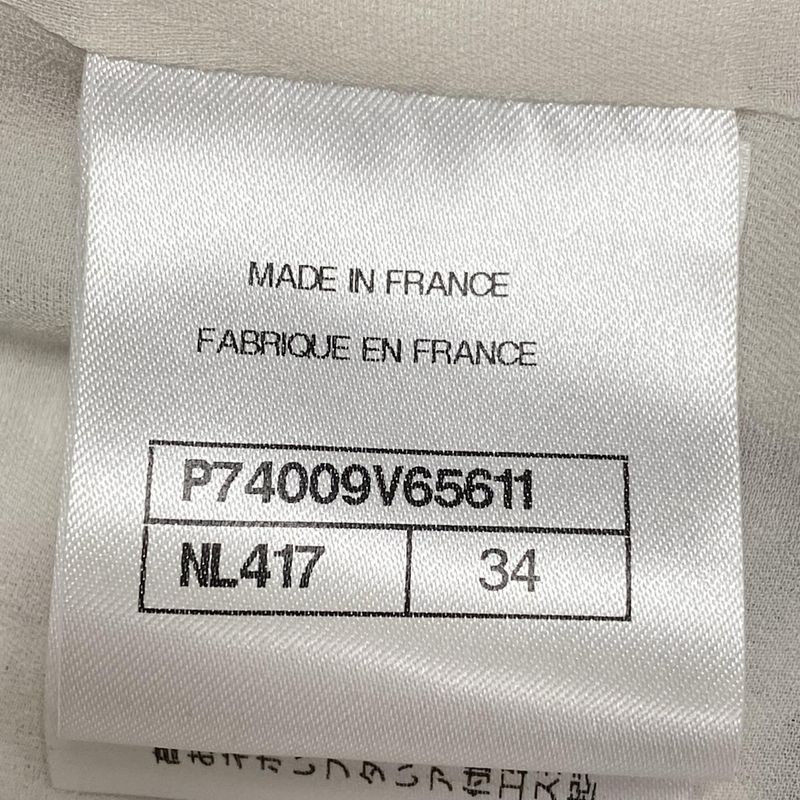 MADE IN FRANCE
FABRIQUE EN FRANCE
P74009V65611
NL417 34